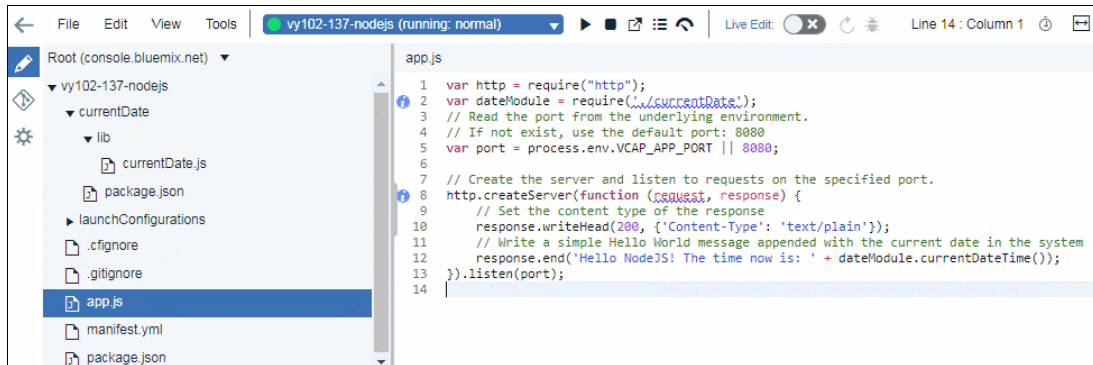 File Edit View Tools vy102-137-nodejs (running: normal) Live Edit: Line 14 : Column 1
Root (console.bluemix.net)
vy102-137-nodejs
currentDate
lib
currentDate.js
package.json
launchConfigurations
.cfignore
.gitignore
app.js
manifest.yml
package.json
app.js
1 var http = require("http");
2 var dateModule = require('./currentDate');
3 // Read the port from the underlying environment.
4 // If not exist, use the default port: 8080
5 var port = process.env.VCAP_APP_PORT || 8080;
6
7 // Create the server and listen to requests on the specified port.
8 http.createServer(function (request, response) {
9 // Set the content type of the response
10 response.writeHead(200, {'Content-Type': 'text/plain'});
11 // Write a simple Hello World message appended with the current date in the system
12 response.end('Hello NodeJS! The time now is: ' + dateModule.currentDateTime());
13 }).listen(port);
14